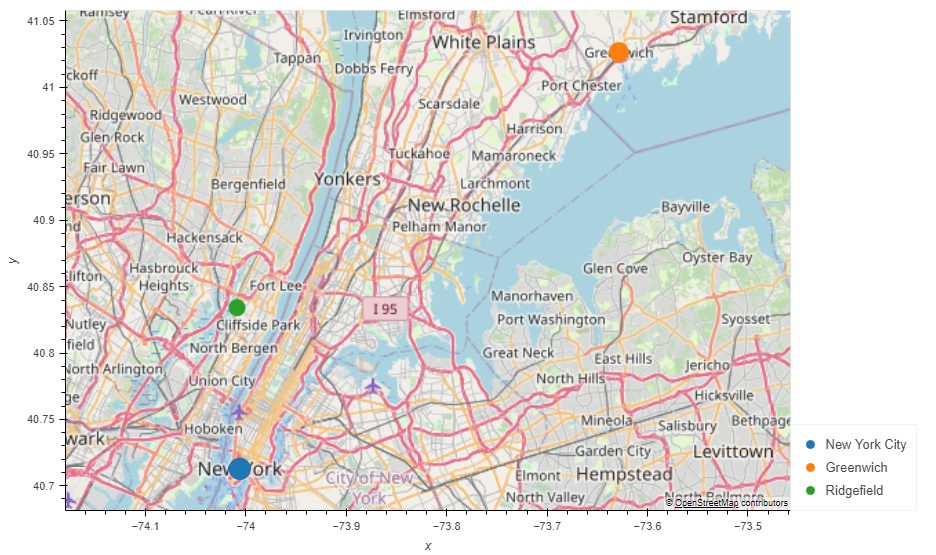 Ramsey
Elmsford
Stamford
41.05
Irvington
White Plains
Greenwich
Tappan
Dobbs Ferry
ckoff
41
Port Chester
Westwood
Scarsdale
Ridgewood
Harrison
Glen Rock
40.95
Tuckahoe
Mamaroneck
Fair Lawn
Yonkers
Larchmont
Bergenfield
erson
New Rochelle
Bayville
40.9
nd
Pelham Manor
Hackensack
Oyster Bay
lifton
Hasbrouck
Heights
Glen Cove
y
40.85
Fort Lee
Manorhaven
I 95
Nutley
Cliffside Park
Port Washington
Syosset
field
North Bergen
40.8
Great Neck
East Hills
Jericho
North Arlington
Union City
North Hills
ge
Hicksville
40.75
Hoboken
Mineola
Salisbury
Bethpage
wark
Garden City
Levittown
New York
City of New
York
Elmont
Hempstead
40.7
North Valley
North Bellmore
© OpenStreetMap contributors
New York City
Greenwich
Ridgefield
−74.1
−74
−73.9
−73.8
−73.7
−73.6
−73.5
x